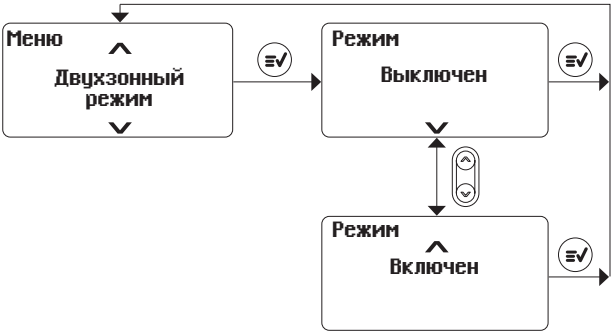 Меню
Двухзонный
режим
Режим
Выключен
Режим
Включен